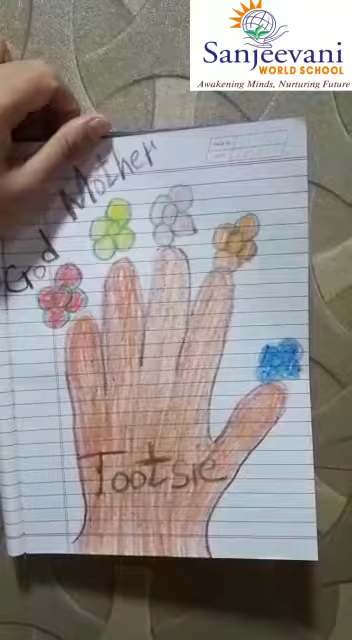 Sanjeevani
WORLD SCHOOL
Awakening Minds, Nurturing Future
God Mother
Tootsie